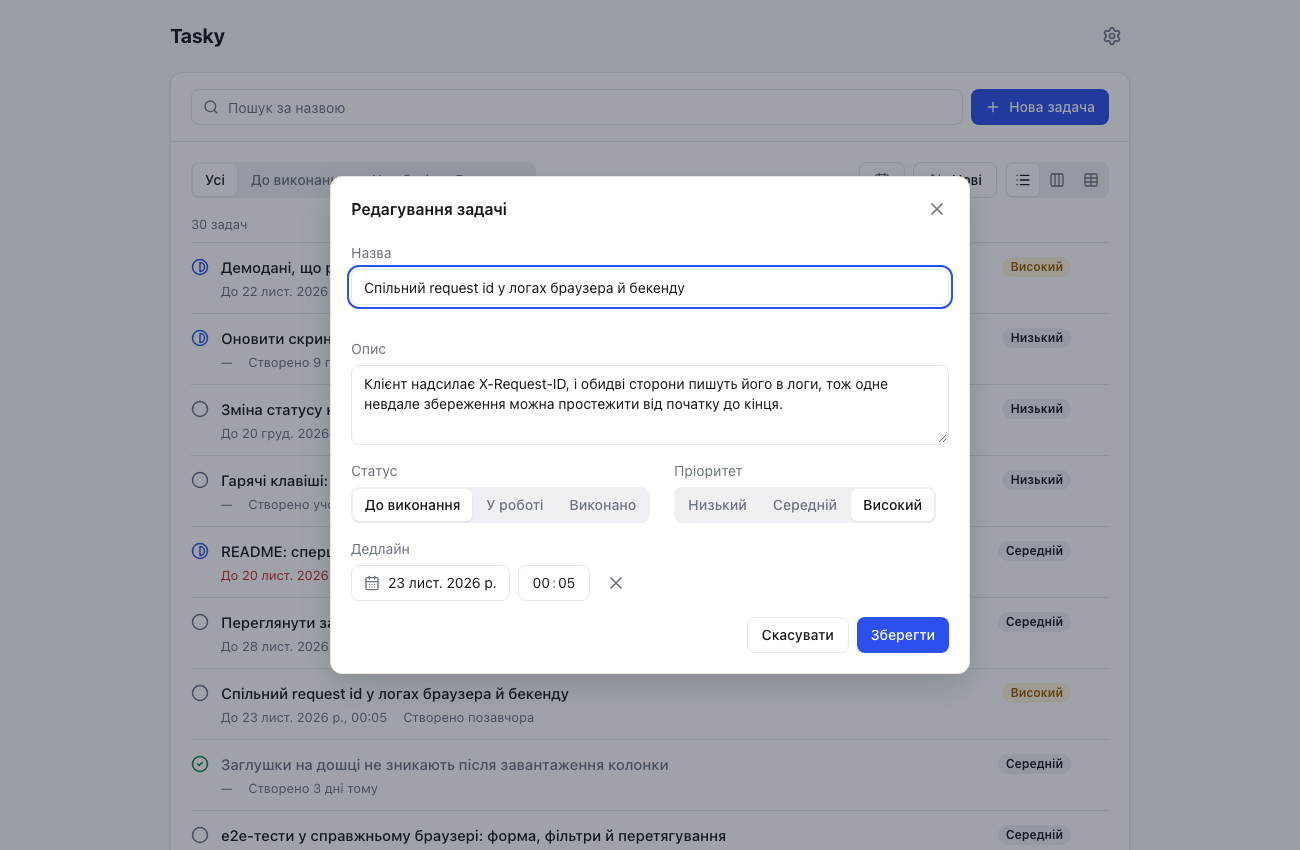 Tasky
Пошук за назвою
Нова задача
Усі
30 задач
Демодані, що
Високий
До 22 лист. 2026
Оновити
Низький
— Створено 9
Зміна статусу
Низький
До 20 груд. 2026
Гарячі клавіші:
Низький
— Створено
README:
Середній
До 20 лист. 2026
Переглянути
Середній
До 28 лист. 2026
Редагування задачі
Назва
Спільний request id у логах браузера й бекенду
Опис
Клієнт надсилає X-Request-ID, і обидві сторони пишуть його в логи, тож одне
невдале збереження можна простежити від початку до кінця.
Статус
До виконання У роботі Виконано
Пріоритет
Низький Середній Високий
Дедлайн
23 лист. 2026 р. 00:05
Скасувати Зберегти
Спільний request id у логах браузера й бекенду
Високий
До 23 лист. 2026 р., 00:05 Створено позавчора
Заглушки на дошці не зникають після завантаження колонки
Середній
— Створено 3 дні тому
e2e-тести у справжньому браузері: форма, фільтри й перетягування
Середній